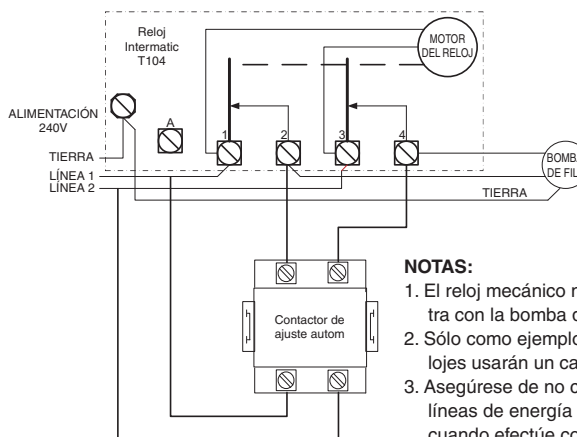 Reloj
Intermatic
T104
MOTOR
DEL RELOJ
ALIMENTACIÓN
240V
A
1
2
3
4
TIERRA
LÍNEA 1
LÍNEA 2
BOMBA
DE FIL
TIERRA
Contactor de
ajuste autom
NOTAS:
1. El reloj mecánico
tra con la bomba
2. Sólo como ejemplo
lojes usarán un
3. Asegúrese de no
líneas de energía
cuando efectúe